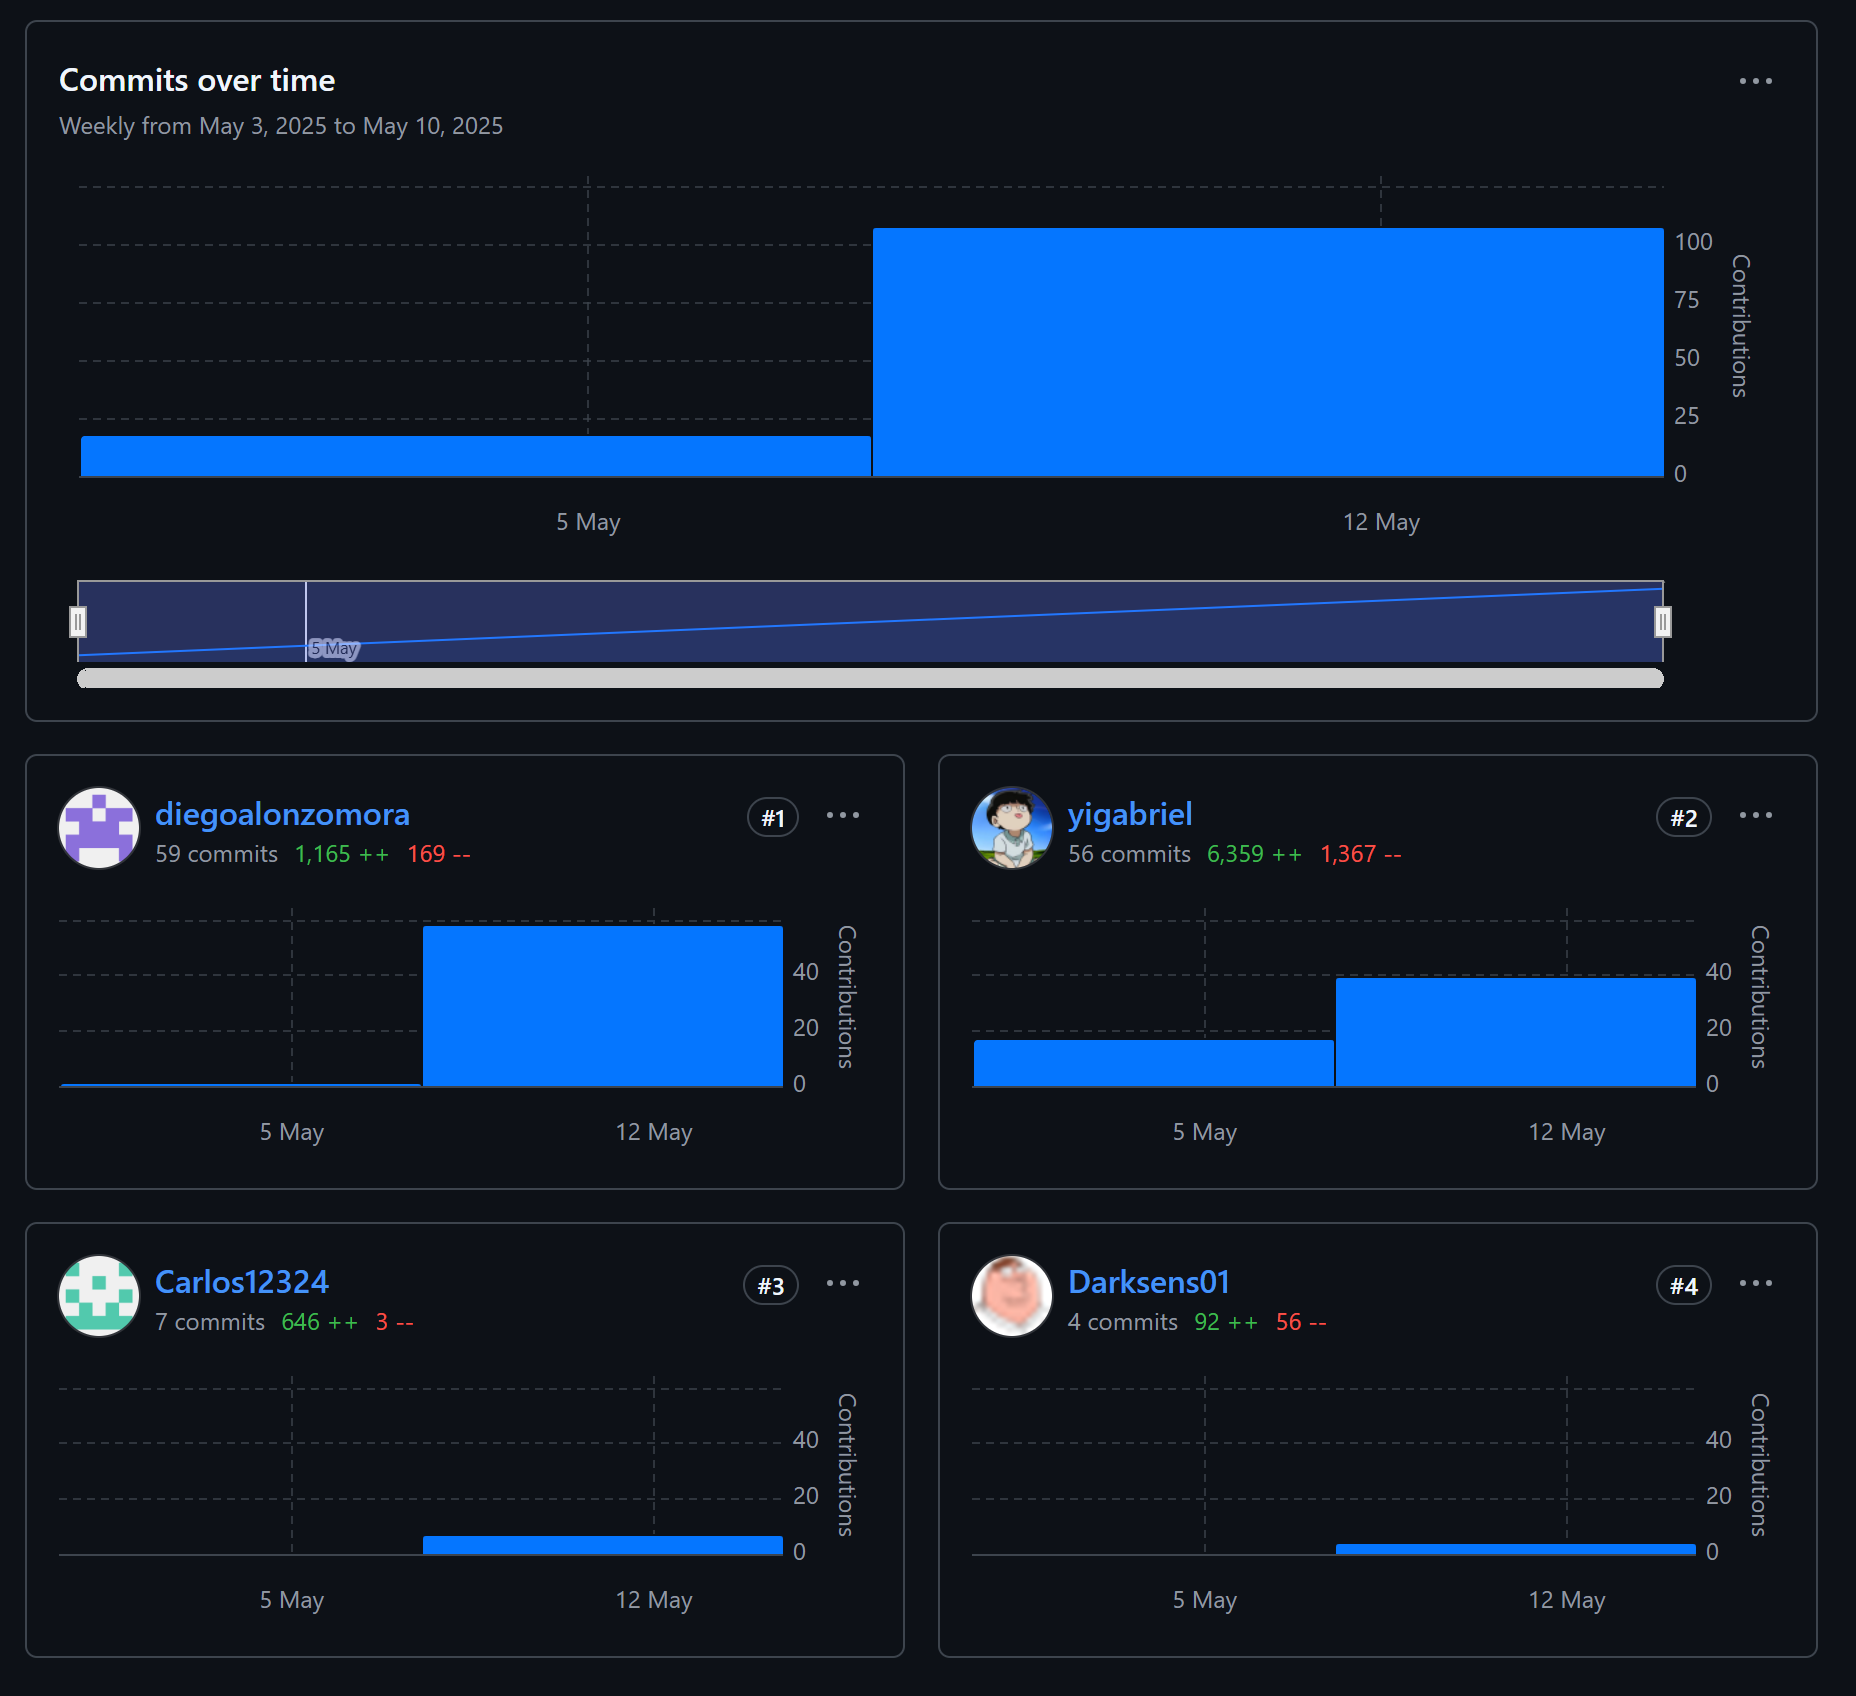 Commits over time
Weekly from May 3, 2025 to May 10, 2025
100
75
50
25
0
Contributions
5 May
12 May
5 May
diegoalonzomora
#1
59 commits 1,165 ++ 169 --
40
20
0
Contributions
5 May
12 May
yigabriel
#2
56 commits 6,359 ++ 1,367 --
40
20
0
Contributions
5 May
12 May
Carlos12324
#3
7 commits 646 ++ 3 --
40
20
0
Contributions
5 May
12 May
Darksens01
#4
4 commits 92 ++ 56 --
40
20
0
Contributions
5 May
12 May